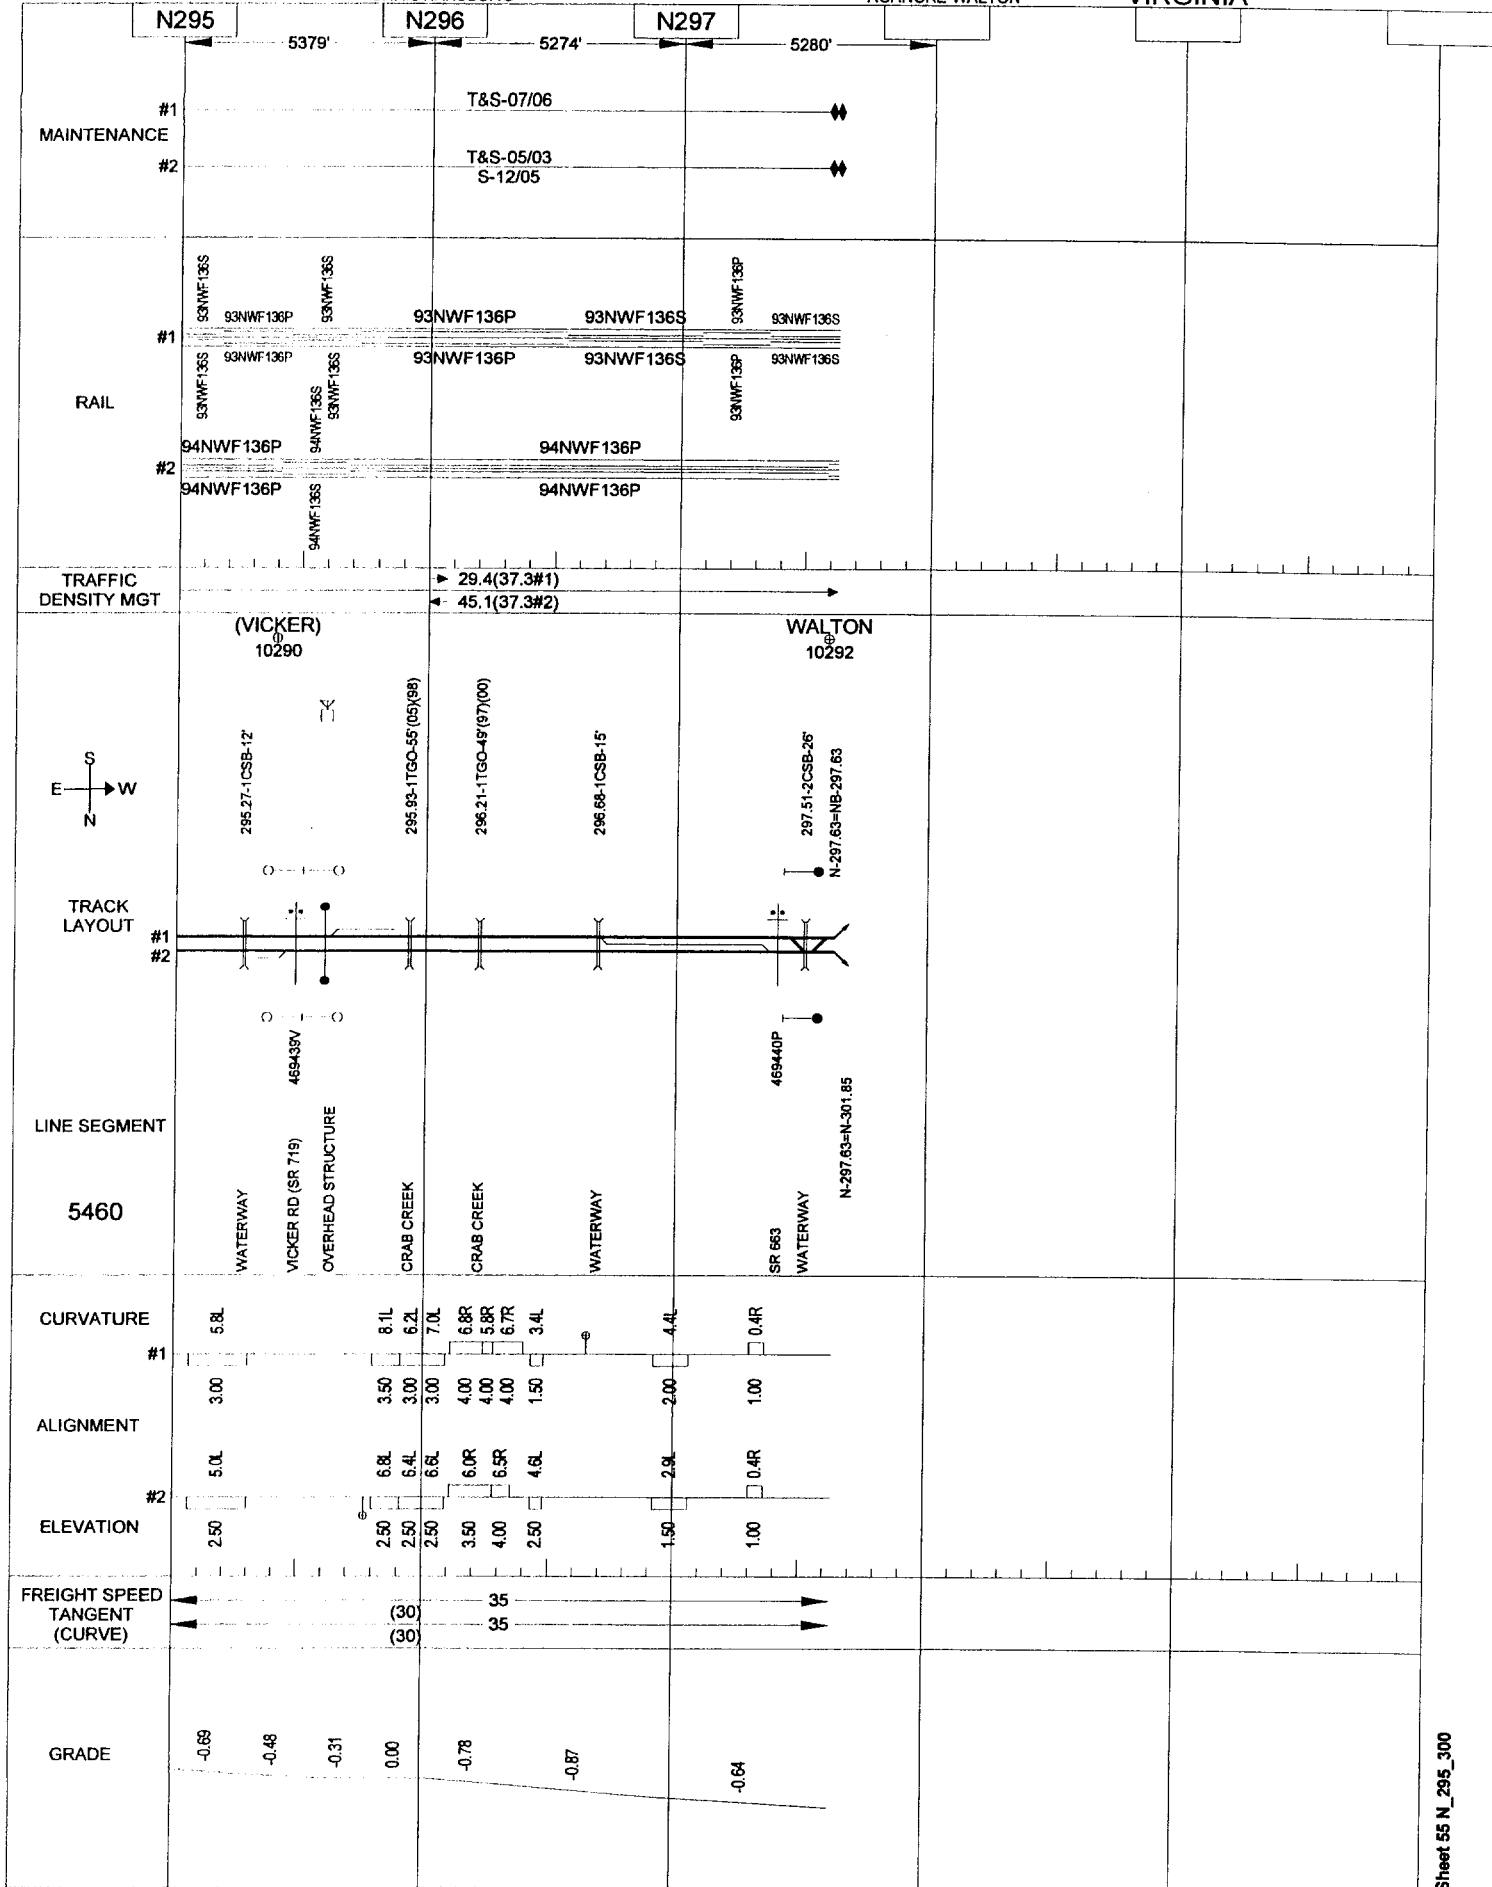 VIRGINIA
N295
N296
N297
5379'
5274'
5280'
MAINTENANCE
#1
T&S-07/06
#2
T&S-05/03
S-12/05
RAIL
93NWF136S
93NWF136P
93NWF136S
93NWF136P
93NWF136S
93NWF136P
93NWF136S
#1
93NWF136S
93NWF136P
93NWF136S
93NWF136P
93NWF136S
93NWF136P
93NWF136S
94NWF136P
94NWF136S
94NWF136P
#2
94NWF136P
94NWF136S
94NWF136P
TRAFFIC
DENSITY MGT
29.4(37.3#1)
45.1(37.3#2)
(VICKER)
10290
WALTON
10292
S
E
W
N
295.27-1CSB-12'
295.93-1TGO-55'(05)(98)
296.21-1TGO-49'(97)(00)
296.68-1CSB-15'
297.51-2CSB-26'
N-297.63=NB-297.63
TRACK
LAYOUT
#1
#2
469439V
469440P
N-297.63=N-301.85
LINE SEGMENT
5460
WATERWAY
VICKER RD (SR 719)
OVERHEAD STRUCTURE
CRAB CREEK
CRAB CREEK
WATERWAY
SR 663
WATERWAY
CURVATURE
#1
5.8L
8.1L
6.2L
7.0L
6.8R
5.8R
6.7R
3.4L
4.4L
0.4R
3.00
3.50
3.00
3.00
4.00
4.00
4.00
1.50
2.00
1.00
ALIGNMENT
#2
5.0L
6.8L
6.4L
6.6L
6.0R
6.5R
4.6L
2.9L
0.4R
ELEVATION
2.50
2.50
2.50
2.50
3.50
4.00
2.50
1.50
1.00
FREIGHT SPEED
TANGENT
(CURVE)
35
(30)
35
(30)
GRADE
-0.69
-0.48
-0.31
0.00
-0.78
-0.87
-0.64
Sheet 55 N_295_300